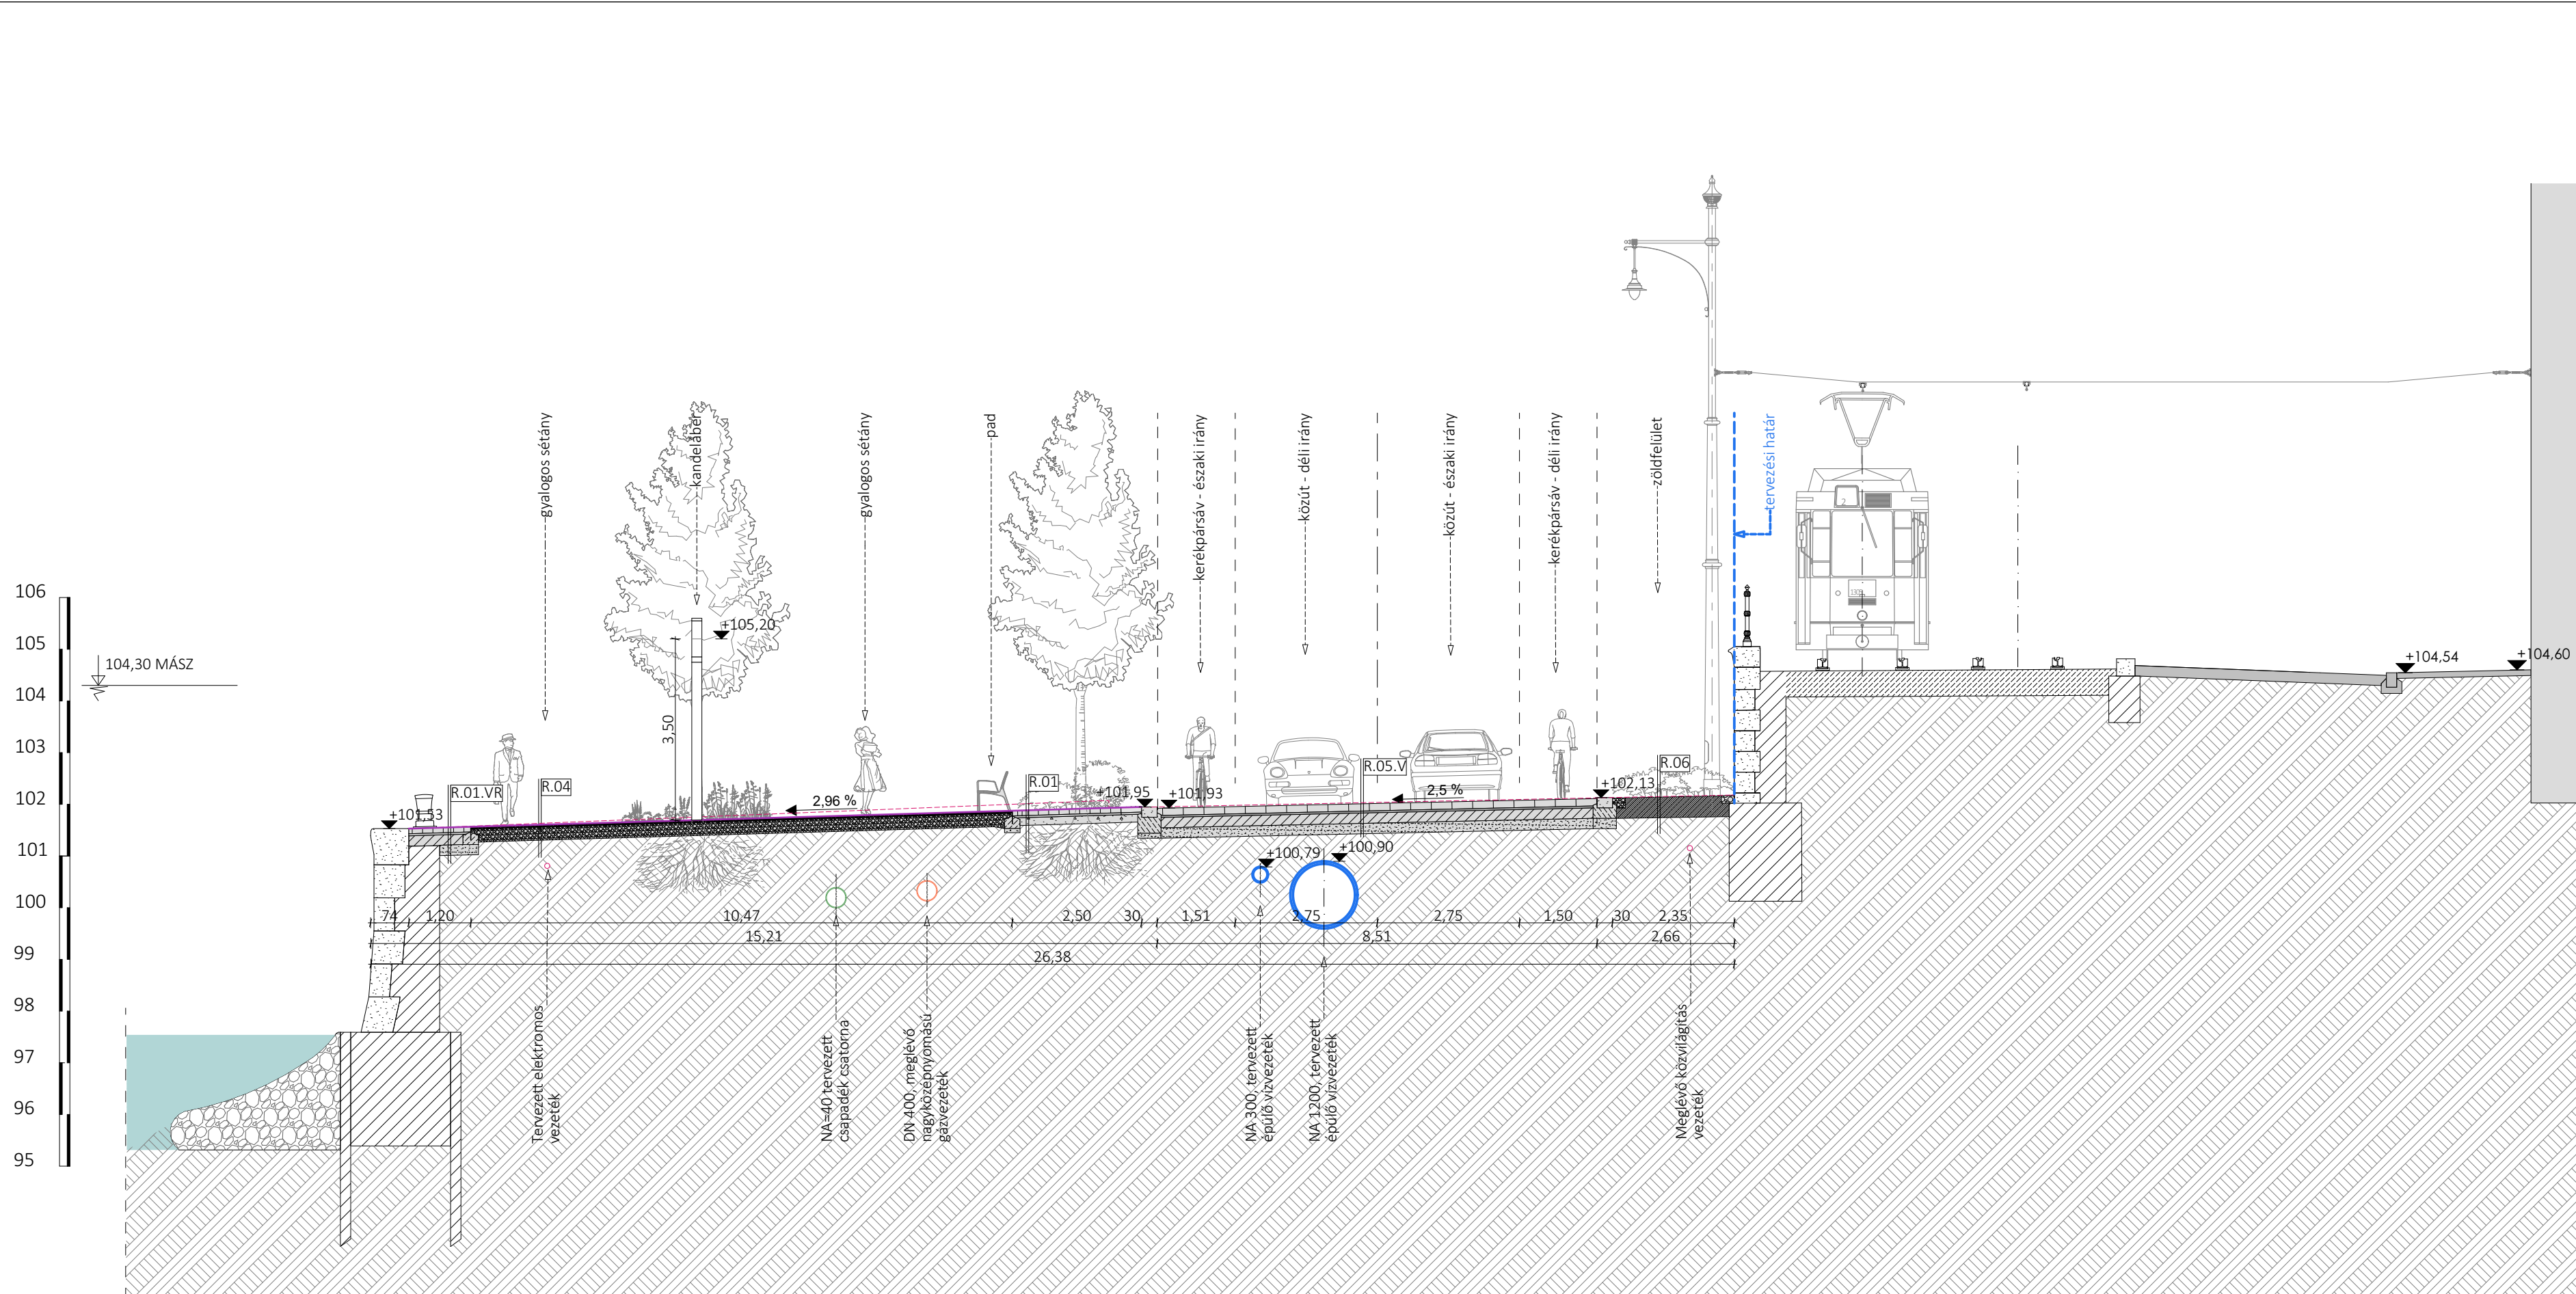 gyalogos sétány
kandeláber
gyalogos sétány
pad
kerékpársáv - északi irány
közút - déli irány
közút - északi irány
kerékpársáv - déli irány
zöldfelület
tervezési határ
106
105
104
103
102
101
100
99
98
97
96
95
104,30 MÁSZ
+105,20
3,50
2
+104,54
+104,60
R.01.VR
R.04
R.01
R.05.V
R.06
+101,53
2,96 %
+101,95
+101,93
2,5 %
+102,13
+100,79
+100,90
74
1,20
10,47
2,50
30
1,51
2,75
2,75
1,50
30
2,35
15,21
8,51
2,66
26,38
Tervezett elektromos
vezeték
NA=40 tervezett
csapadék csatorna
DN 400, meglévő
nagyközépnyomású
gázvezeték
NA 300, tervezett
épülő vízvezeték
NA 1200, tervezett
épülő vízvezeték
Meglévő közvilágítás
vezeték